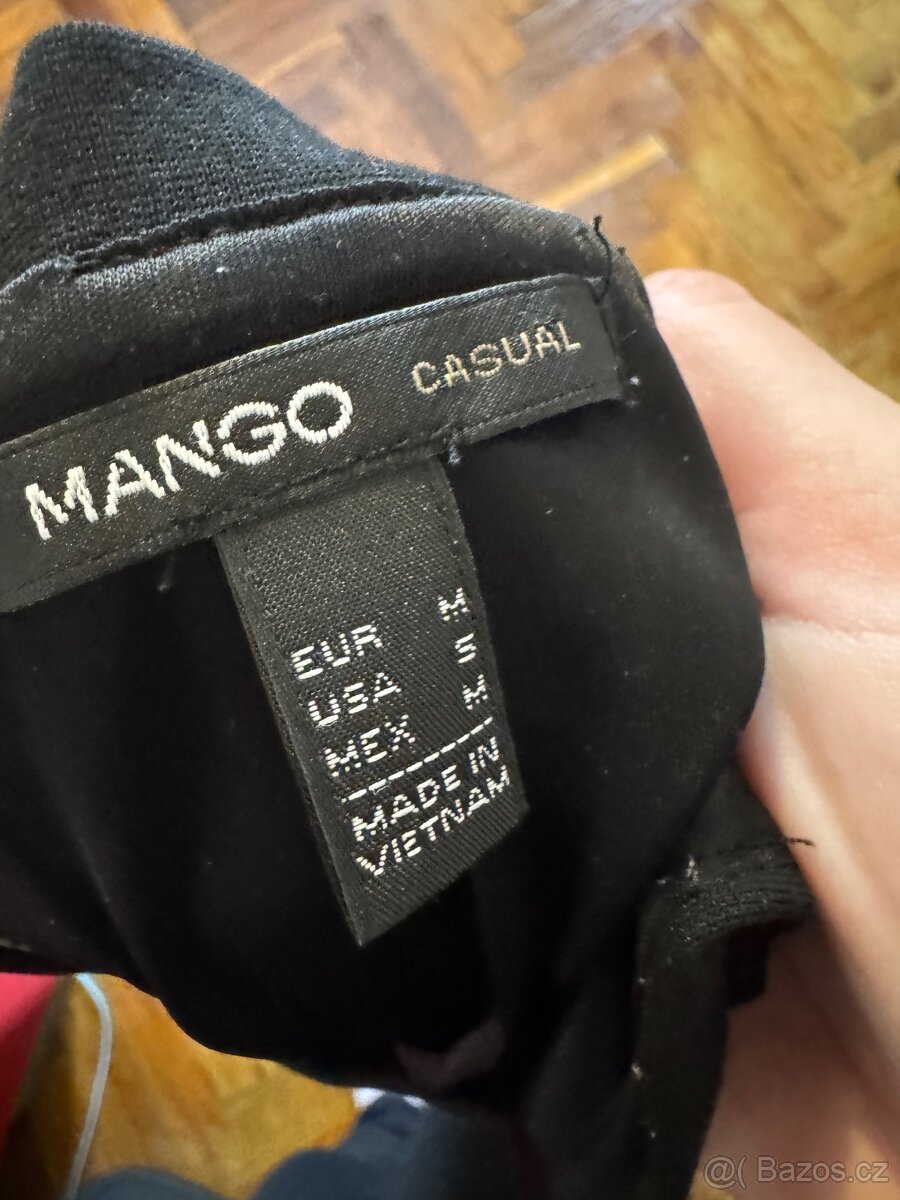 MANGO CASUAL
EUR M
USA S
MEX M
MADE IN
VIETNAM
@( Bazos.cz